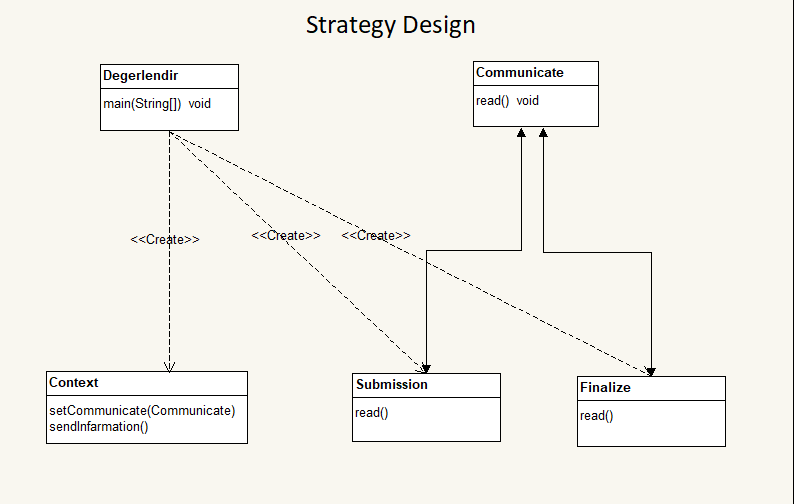 Strategy Design
Degerlendir
main(String[])  void
Communicate
read()  void
<<Create>>
<<Create>>
<<Create>>
Context
setCommunicate(Communicate)
sendInfarmation()
Submission
read()
Finalize
read()